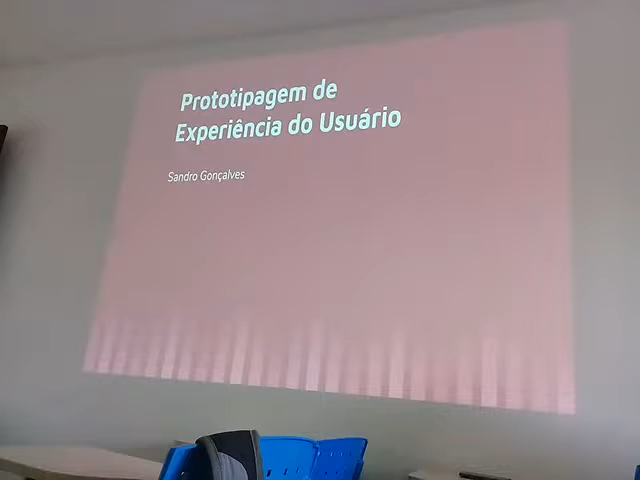 Prototipagem de
Experiência do Usuário
Sandro Gonçalves